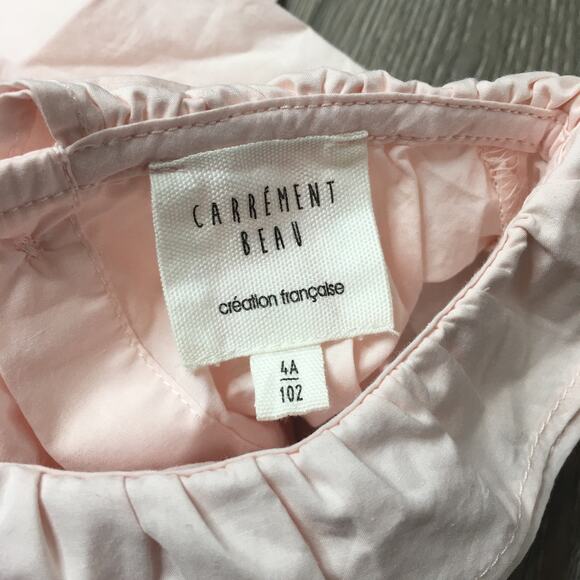 CARRÉMENT
BEAU
création française
4A
102